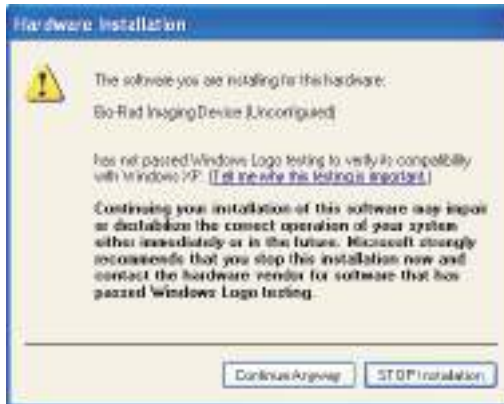 Hardware Installation
The software you are installing for this hardware:
Bio-Rad Imaging Device (Unconfigured)
has not passed Windows Logo testing to verify its compatibility
with Windows XP. (Tell me why this testing is important.)
Continuing your installation of this software may impair
or destabilize the correct operation of your system
either immediately or in the future. Microsoft strongly
recommends that you stop this installation now and
contact the hardware vendor for software that has
passed Windows Logo testing.
Continue Anyway
STOP Installation